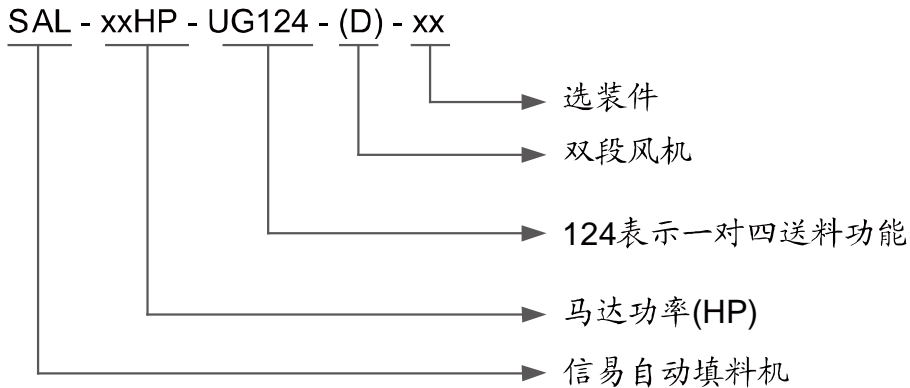 SAL - xxHP - UG124 - (D) - xx
选装件
双段风机
124表示一对四送料功能
马达功率(HP)
信易自动填料机